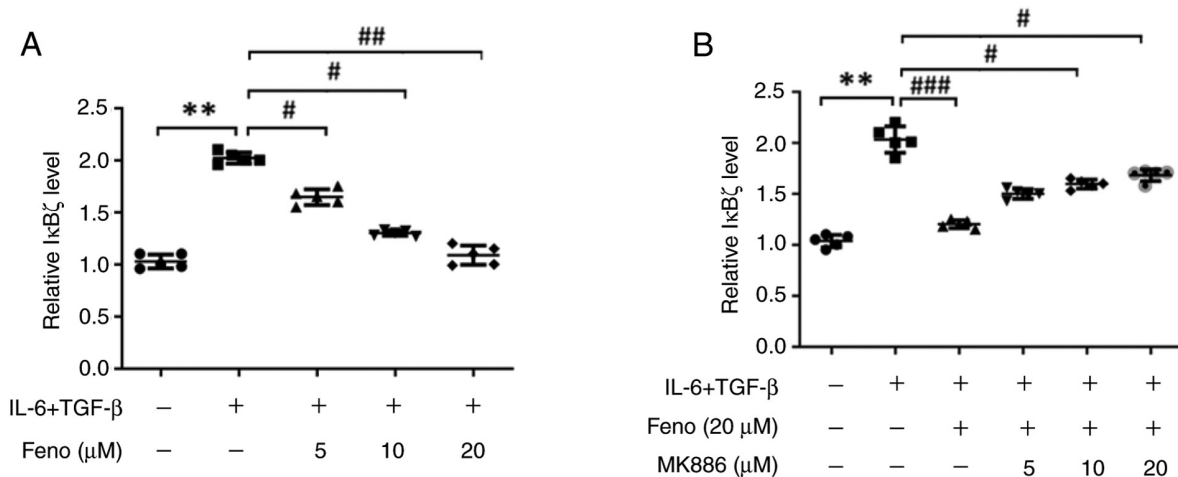 A
##
#
** #
2.5
2.0
1.5
1.0
0.5
0.0
Relative IκBζ level
IL-6+TGF-β – + + + +
Feno (μM) – – 5 10 20
B
#
#
** ###
2.5
2.0
1.5
1.0
0.5
0.0
Relative IκBζ level
IL-6+TGF-β – + + + + +
Feno (20 μM) – – + + + +
MK886 (μM) – – – 5 10 20